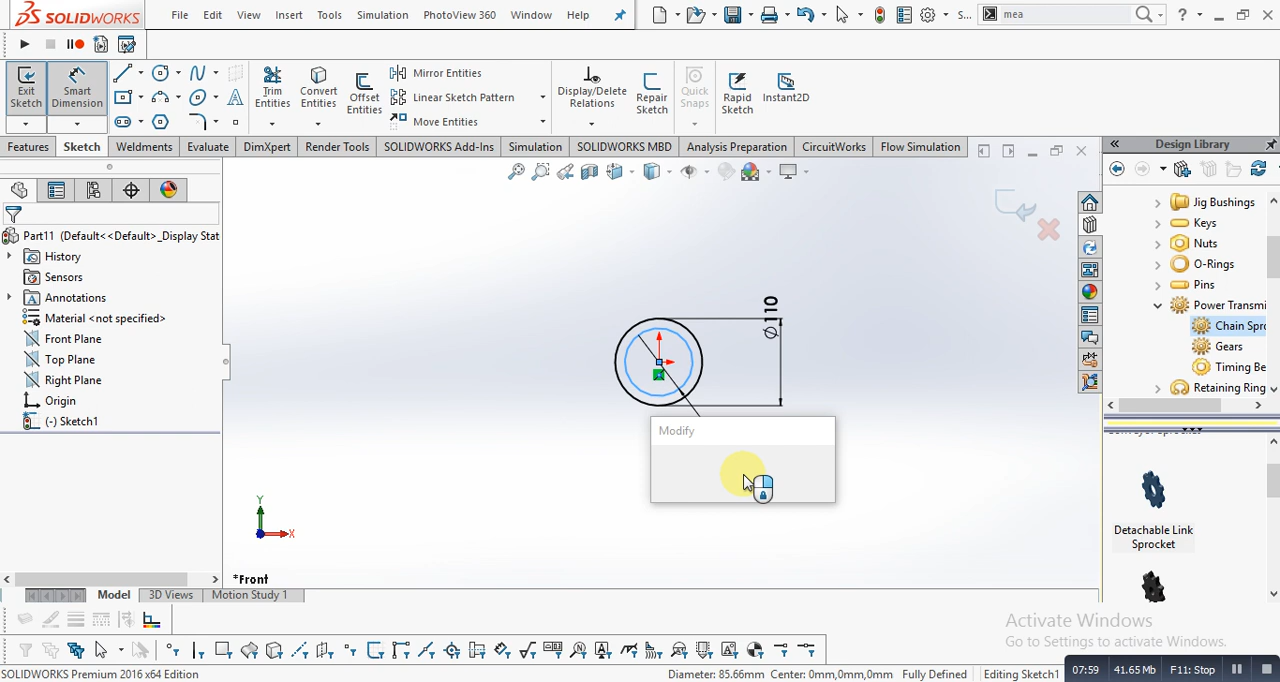 SOLIDWORKS File Edit View Insert Tools Simulation PhotoView 360 Window Help S... mea ?
Exit Sketch Smart Dimension Trim Entities Convert Entities Offset Entities Mirror Entities Linear Sketch Pattern Move Entities Display/Delete Relations Repair Sketch Quick Snaps Rapid Sketch Instant2D
Features Sketch Weldments Evaluate DimXpert Render Tools SOLIDWORKS Add-Ins Simulation SOLIDWORKS MBD Analysis Preparation CircuitWorks Flow Simulation Design Library
Part11 (Default<<Default>_Display Stat
History
Sensors
Annotations
Material <not specified>
Front Plane
Top Plane
Right Plane
Origin
(-) Sketch1
Ø110
Modify
Y
X
*Front
Jig Bushings
Keys
Nuts
O-Rings
Pins
Power Transmi
Chain Spro
Gears
Timing Be
Retaining Ring
Detachable Link
Sprocket
Model 3D Views Motion Study 1
Activate Windows
Go to Settings to activate Windows.
SOLIDWORKS Premium 2016 x64 Edition Diameter: 85.66mm Center: 0mm,0mm,0mm Fully Defined Editing Sketch1 07:59 41.65 Mb F11: Stop